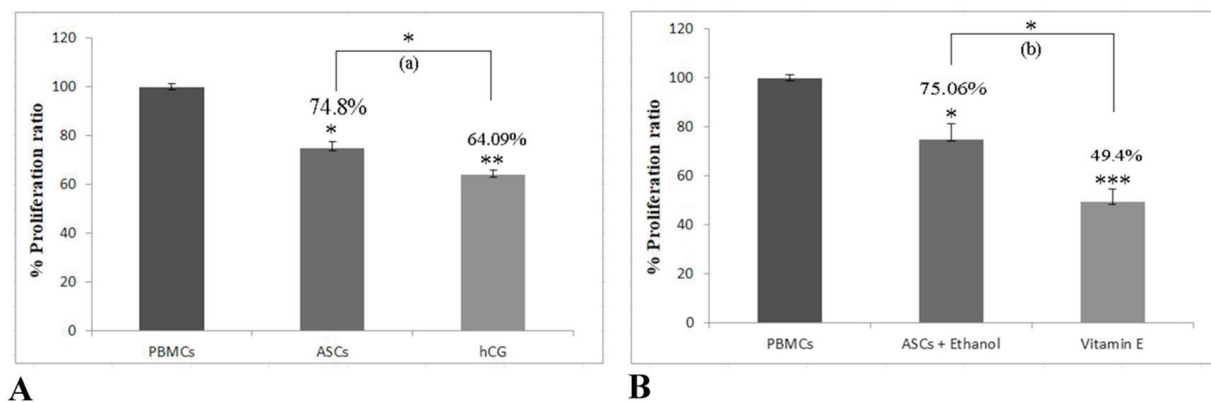 % Proliferation ratio
120
100
80
60
40
20
0
*
(a)
74.8%
*
64.09%
**
PBMCs
ASCs
hCG
A
% Proliferation ratio
120
100
80
60
40
20
0
*
(b)
75.06%
*
49.4%
***
PBMCs
ASCs + Ethanol
Vitamin E
B